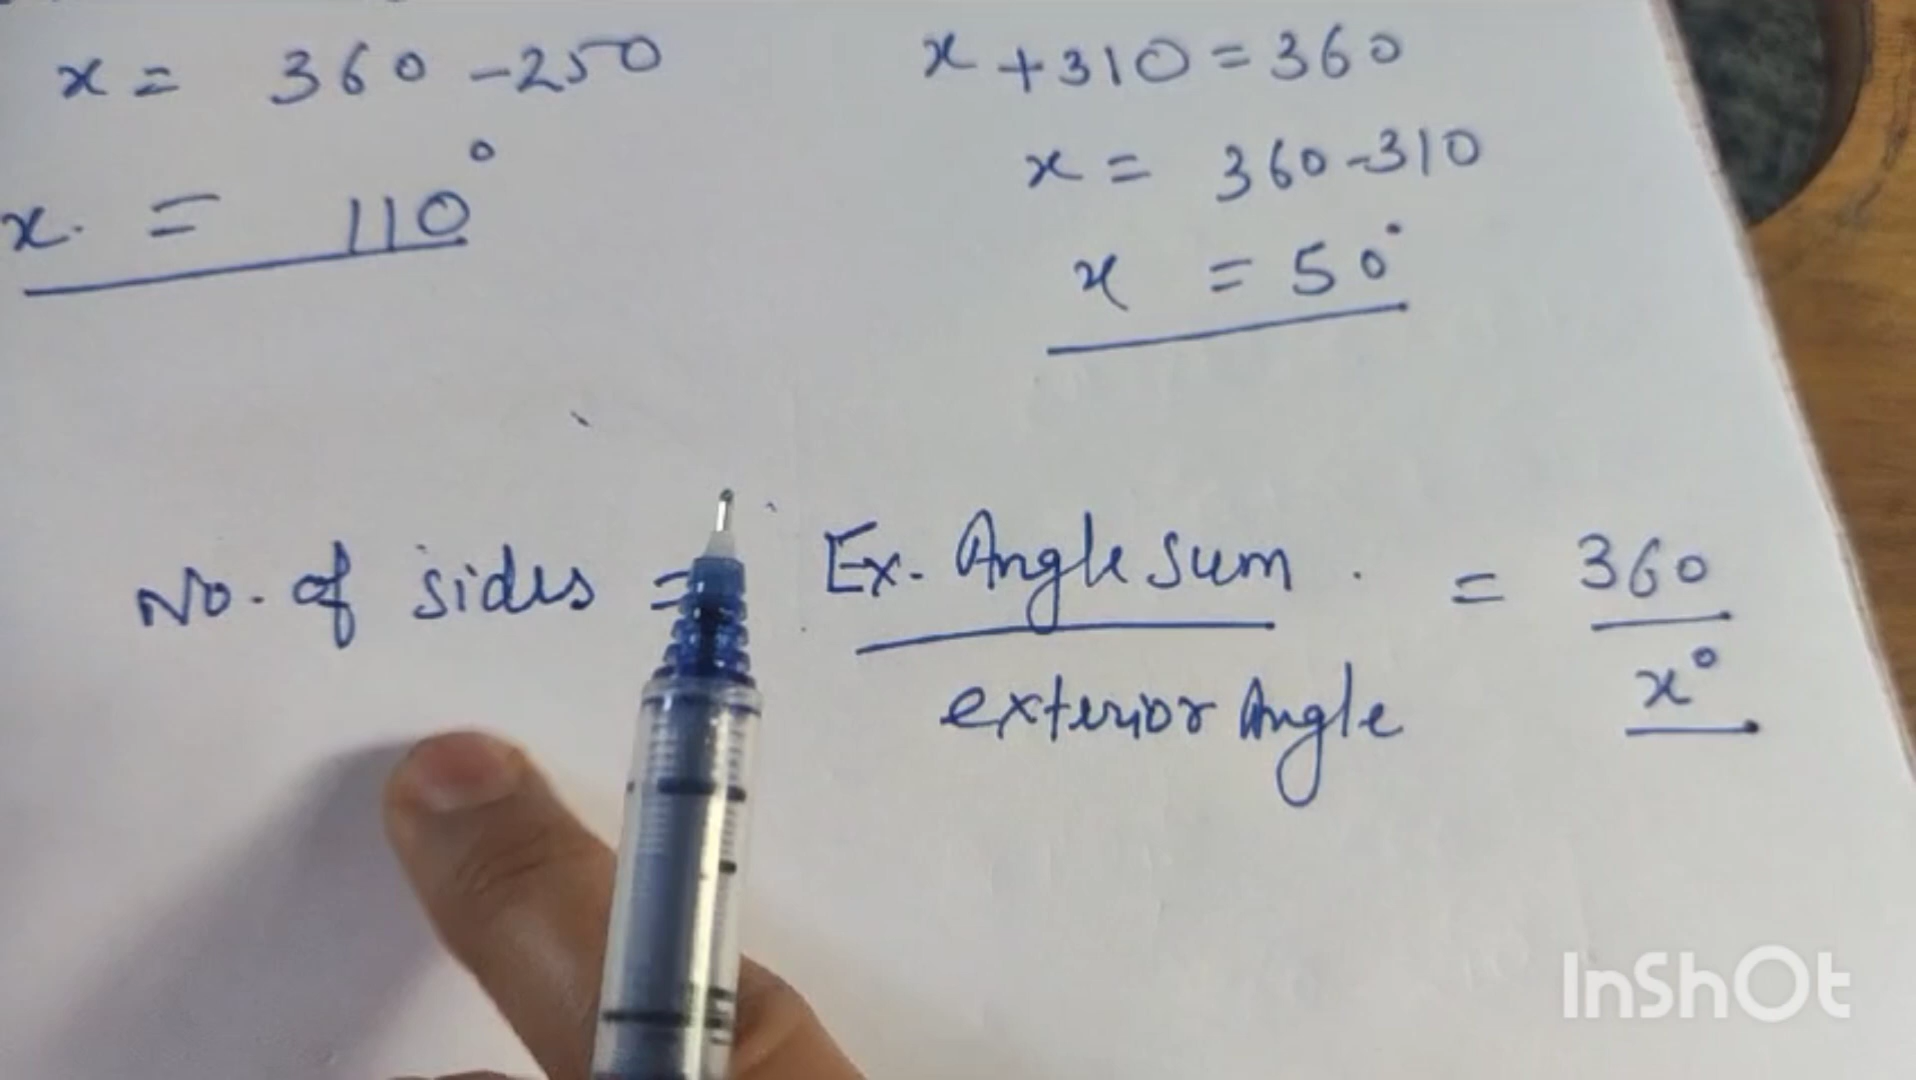 x = 360 - 250
x. = 110°
x + 310 = 360
x = 360 - 310
x = 50°
No. of sides = Ex. Angle Sum / exterior Angle = 360 / x°
InShOt